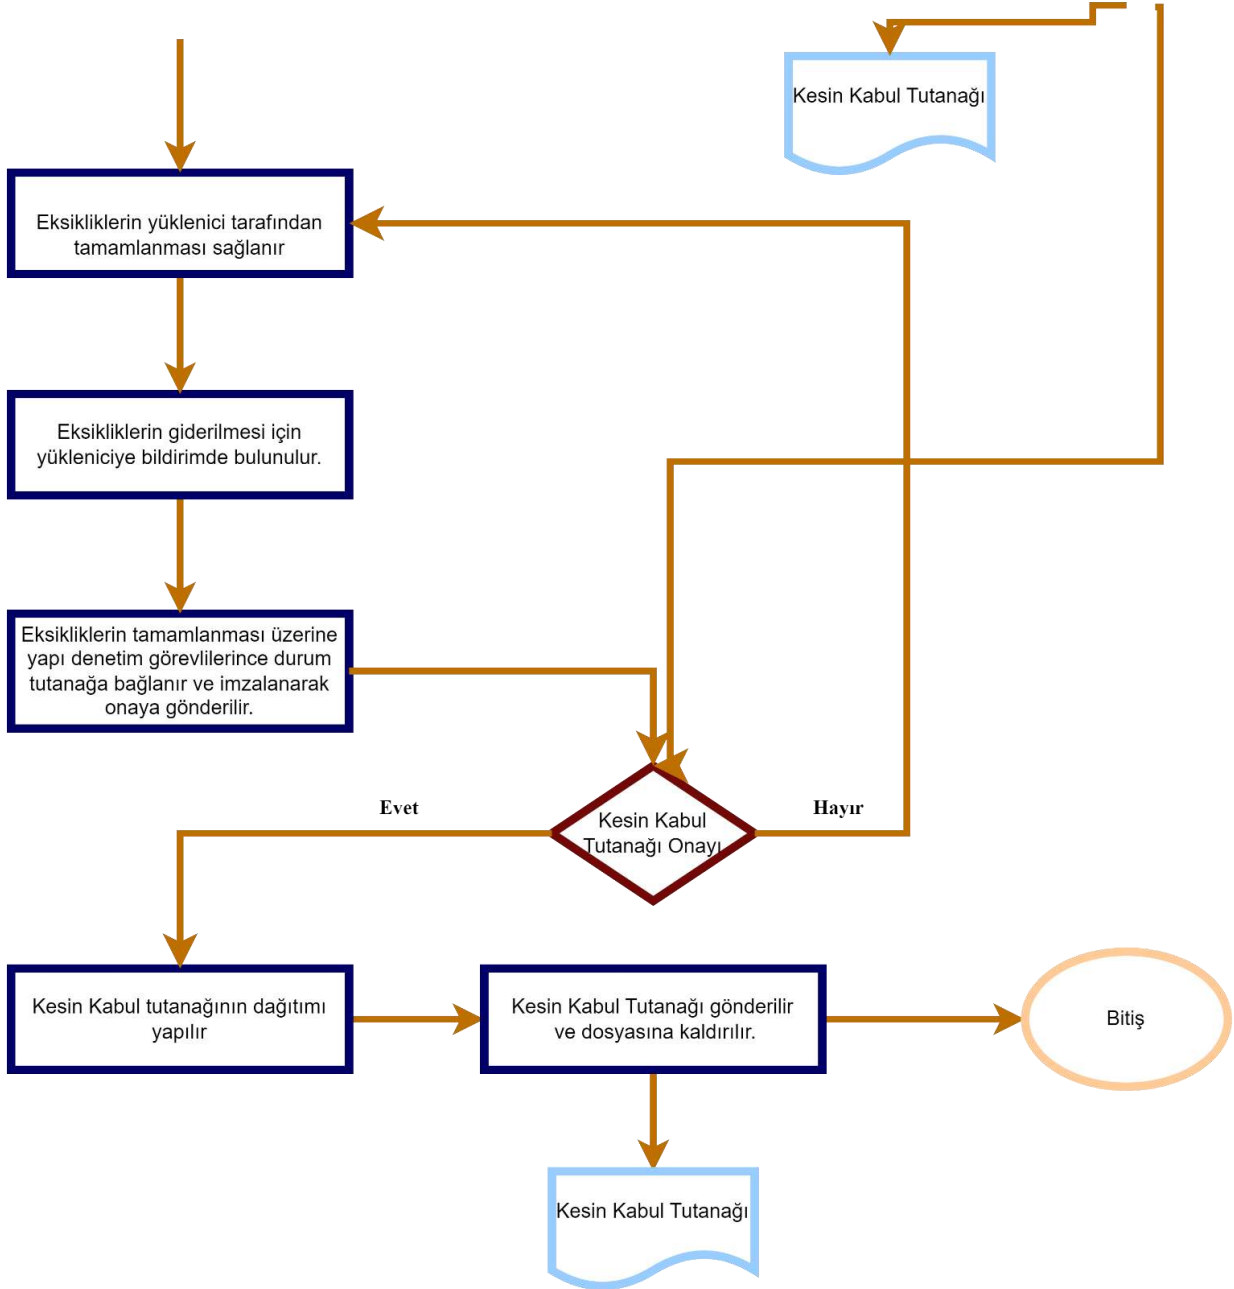 Kesin Kabul Tutanağı
Eksikliklerin yüklenici tarafından
tamamlanması sağlanır
Eksikliklerin giderilmesi için
yükleniciye bildirimde bulunulur.
Eksikliklerin tamamlanması üzerine
yapı denetim görevlilerince durum
tutanağa bağlanır ve imzalanarak
onaya gönderilir.
Evet
Hayır
Kesin Kabul
Tutanağı Onayı
Kesin Kabul tutanağının dağıtımı
yapılır
Kesin Kabul Tutanağı gönderilir
ve dosyasına kaldırılır.
Bitiş
Kesin Kabul Tutanağı